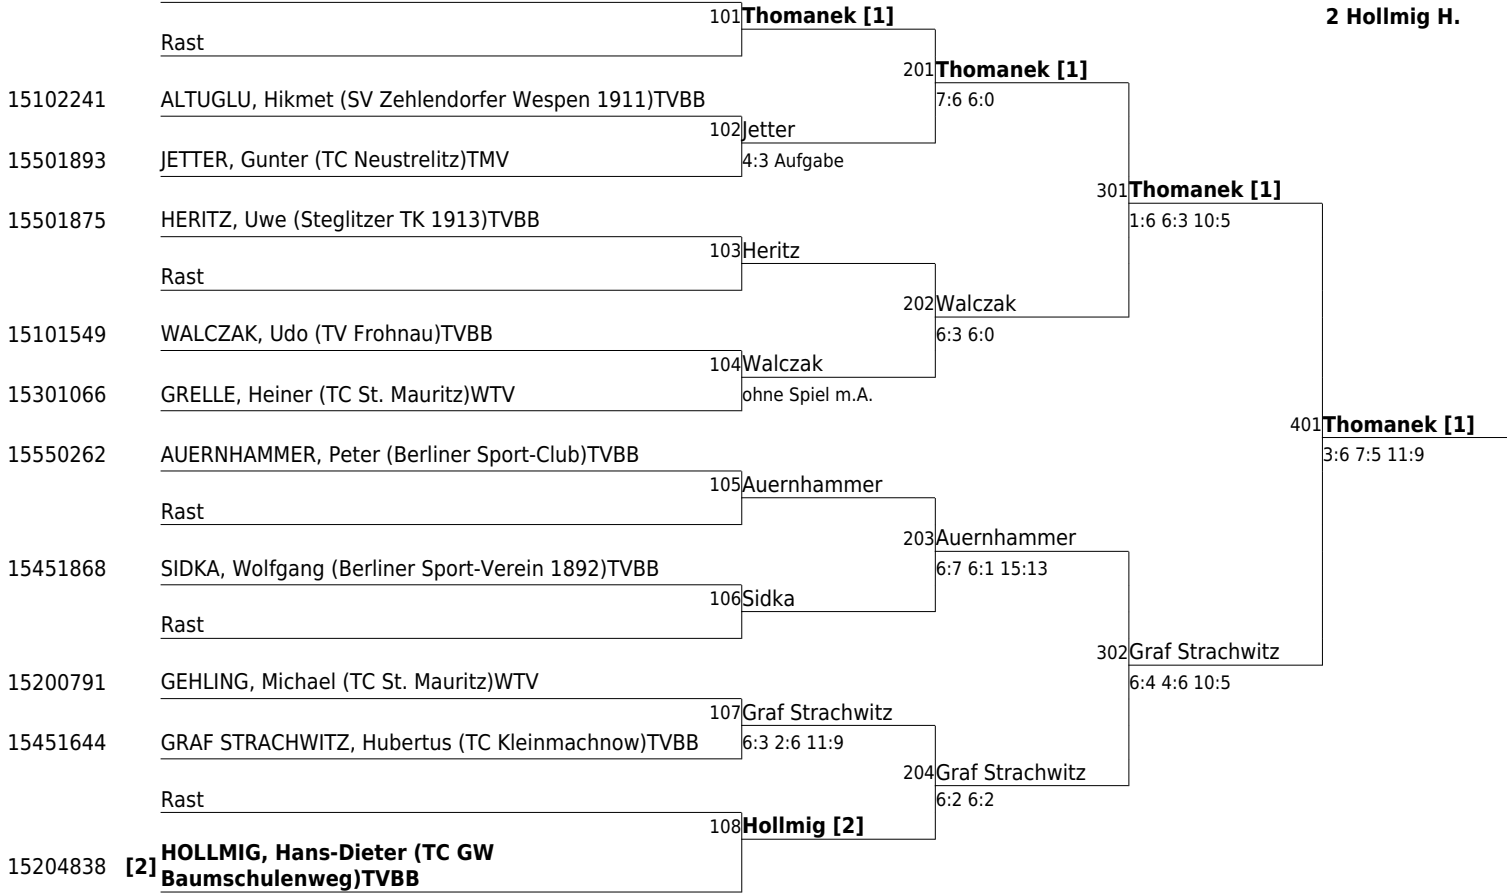 101 Thomanek [1]
2 Hollmig H.
Rast
201 Thomanek [1]
15102241 ALTUGLU, Hikmet (SV Zehlendorfer Wespen 1911)TVBB
7:6 6:0
102 Jetter
15501893 JETTER, Gunter (TC Neustrelitz)TMV
4:3 Aufgabe
301 Thomanek [1]
15501875 HERITZ, Uwe (Steglitzer TK 1913)TVBB
1:6 6:3 10:5
103 Heritz
Rast
202 Walczak
15101549 WALCZAK, Udo (TV Frohnau)TVBB
6:3 6:0
104 Walczak
15301066 GRELLE, Heiner (TC St. Mauritz)WTV
ohne Spiel m.A.
401 Thomanek [1]
15550262 AUERNHAMMER, Peter (Berliner Sport-Club)TVBB
3:6 7:5 11:9
105 Auernhammer
Rast
203 Auernhammer
15451868 SIDKA, Wolfgang (Berliner Sport-Verein 1892)TVBB
6:7 6:1 15:13
106 Sidka
Rast
302 Graf Strachwitz
15200791 GEHLING, Michael (TC St. Mauritz)WTV
6:4 4:6 10:5
107 Graf Strachwitz
15451644 GRAF STRACHWITZ, Hubertus (TC Kleinmachnow)TVBB
6:3 2:6 11:9
204 Graf Strachwitz
Rast
6:2 6:2
108 Hollmig [2]
15204838 [2] HOLLMIG, Hans-Dieter (TC GW
Baumschulenweg)TVBB